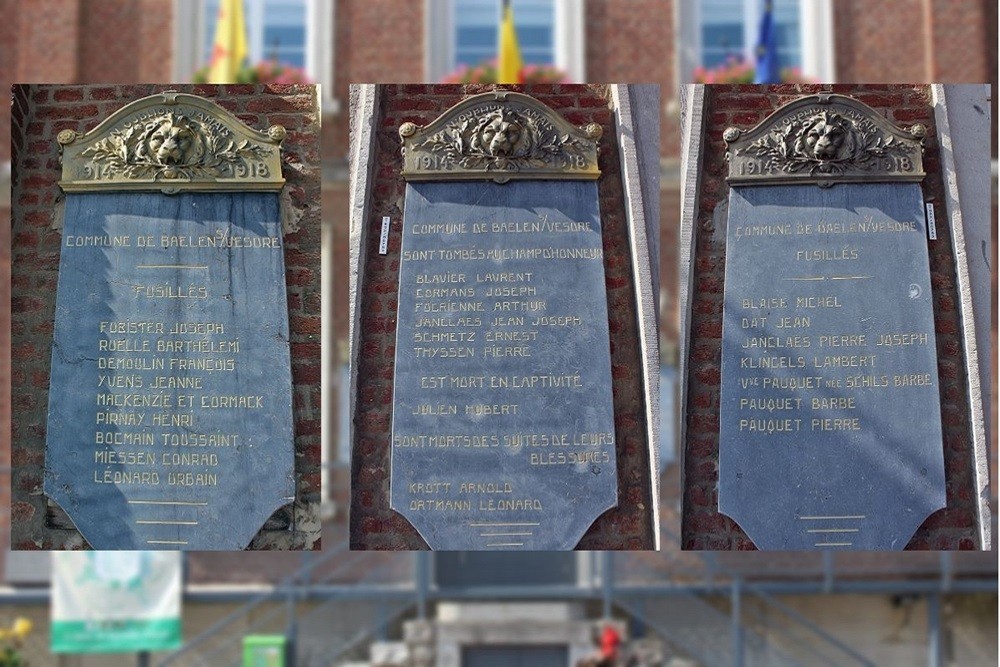 1914 1918
COMMUNE DE BAELEN S/VESDRE
FUSILLÉS
FORISTER JOSEPH
ROËLLE BARTHÉLEMI
DEMOULIN FRANÇOIS
YVENS JEANNE
MACKENZIE ET CORMACK
PIRNAY HENRI
BOCMAIN TOUSSAINT
MIESSEN CONRAD
LÉONARD URBAIN
1914 1918
COMMUNE DE BAELEN S/VESDRE
SONT TOMBÉS AU CHAMP D'HONNEUR
BLAVIER LAURENT
CORMANS JOSEPH
FOERIENNE ARTHUR
JANCLAES JEAN JOSEPH
SCHMETZ ERNEST
THYSSEN PIERRE
EST MORT EN CAPTIVITÉ
JULIEN HUBERT
SONT MORTS DES SUITES DE LEURS
BLESSURES
KROTT ARNOLD
ORTMANN LÉONARD
1914 1918
COMMUNE DE BAELEN S/VESDRE
FUSILLÉS
BLAISE MICHEL
DAT JEAN
JANCLAES PIERRE JOSEPH
KLINGELS LAMBERT
VVE PAUQUET NÉE SCHILS BARBE
PAUQUET BARBE
PAUQUET PIERRE